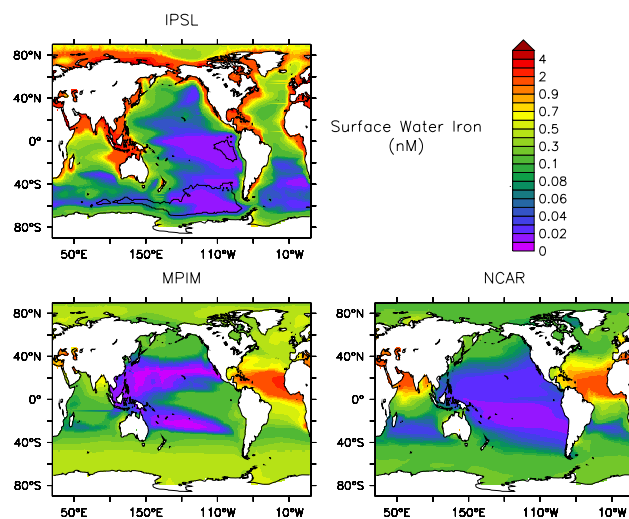 IPSL
80°N
40°N
0°
40°S
80°S
50°E
150°E
110°W
10°W
Surface Water Iron
(nM)
4
2
0.9
0.7
0.5
0.3
0.1
0.08
0.06
0.04
0.02
0
MPIM
80°N
40°N
0°
40°S
80°S
50°E
150°E
110°W
10°W
NCAR
80°N
40°N
0°
40°S
80°S
50°E
150°E
110°W
10°W